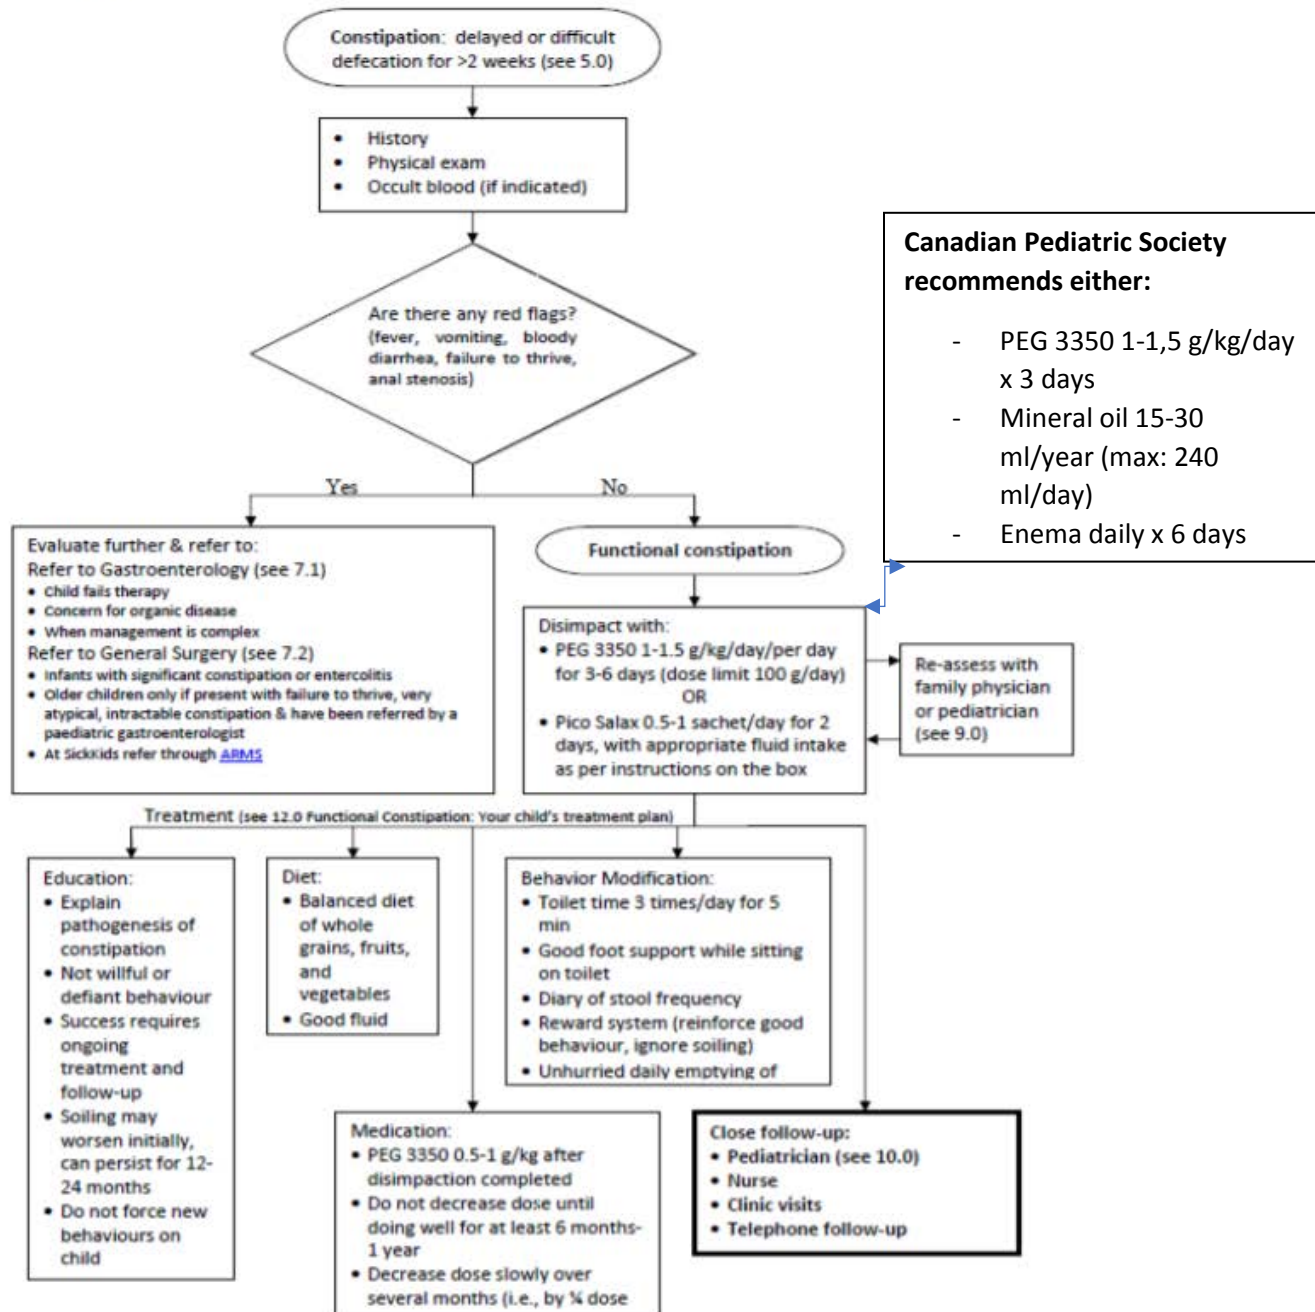 Constipation: delayed or difficult
defecation for >2 weeks (see 5.0)
• History
• Physical exam
• Occult blood (if indicated)
Are there any red flags?
(fever, vomiting, bloody
diarrhea, failure to thrive,
anal stenosis)
Canadian Pediatric Society
recommends either:
- PEG 3350 1-1,5 g/kg/day
x 3 days
- Mineral oil 15-30
ml/year (max: 240
ml/day)
- Enema daily x 6 days
Yes
No
Evaluate further & refer to:
Refer to Gastroenterology (see 7.1)
• Child fails therapy
• Concern for organic disease
• When management is complex
Refer to General Surgery (see 7.2)
• Infants with significant constipation or entercolitis
• Older children only if present with failure to thrive, very
atypical, intractable constipation & have been referred by a
paediatric gastroenterologist
• At SickKids refer through ARMS
Functional constipation
Disimpact with:
• PEG 3350 1-1.5 g/kg/day/per day
for 3-6 days (dose limit 100 g/day)
OR
• Pico Salax 0.5-1 sachet/day for 2
days, with appropriate fluid intake
as per instructions on the box
Re-assess with
family physician
or pediatrician
(see 9.0)
Treatment (see 12.0 Functional Constipation: Your child's treatment plan)
Education:
• Explain
pathogenesis of
constipation
• Not willful or
defiant behaviour
• Success requires
ongoing
treatment and
follow-up
• Soiling may
worsen initially,
can persist for 12-
24 months
• Do not force new
behaviours on
child
Diet:
• Balanced diet
of whole
grains, fruits,
and
vegetables
• Good fluid
Behavior Modification:
• Toilet time 3 times/day for 5
min
• Good foot support while sitting
on toilet
• Diary of stool frequency
• Reward system (reinforce good
behaviour, ignore soiling)
• Unhurried daily emptying of
Medication:
• PEG 3350 0.5-1 g/kg after
disimpaction completed
• Do not decrease dose until
doing well for at least 6 months-
1 year
• Decrease dose slowly over
several months (i.e., by ¼ dose
Close follow-up:
• Pediatrician (see 10.0)
• Nurse
• Clinic visits
• Telephone follow-up